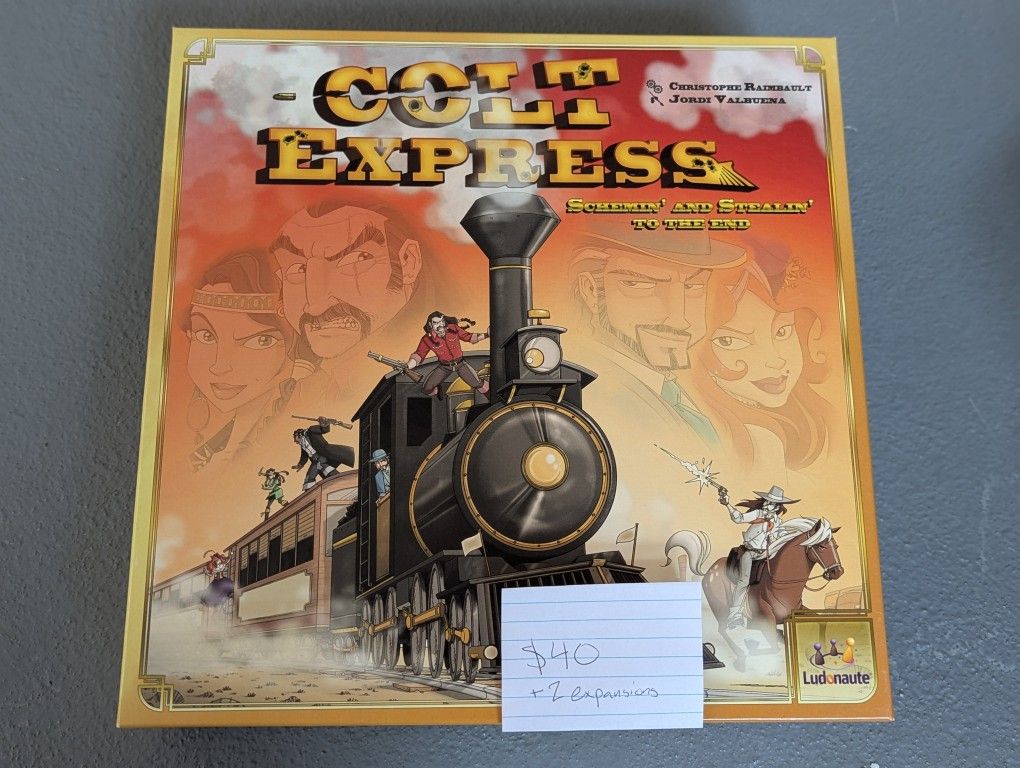 COLT
EXPRESS
CHRISTOPHE RAIMBAULT
JORDI VALBUENA
SCHEMIN' AND STEALIN'
TO THE END
$40
+ 2 expansions
Ludonaute